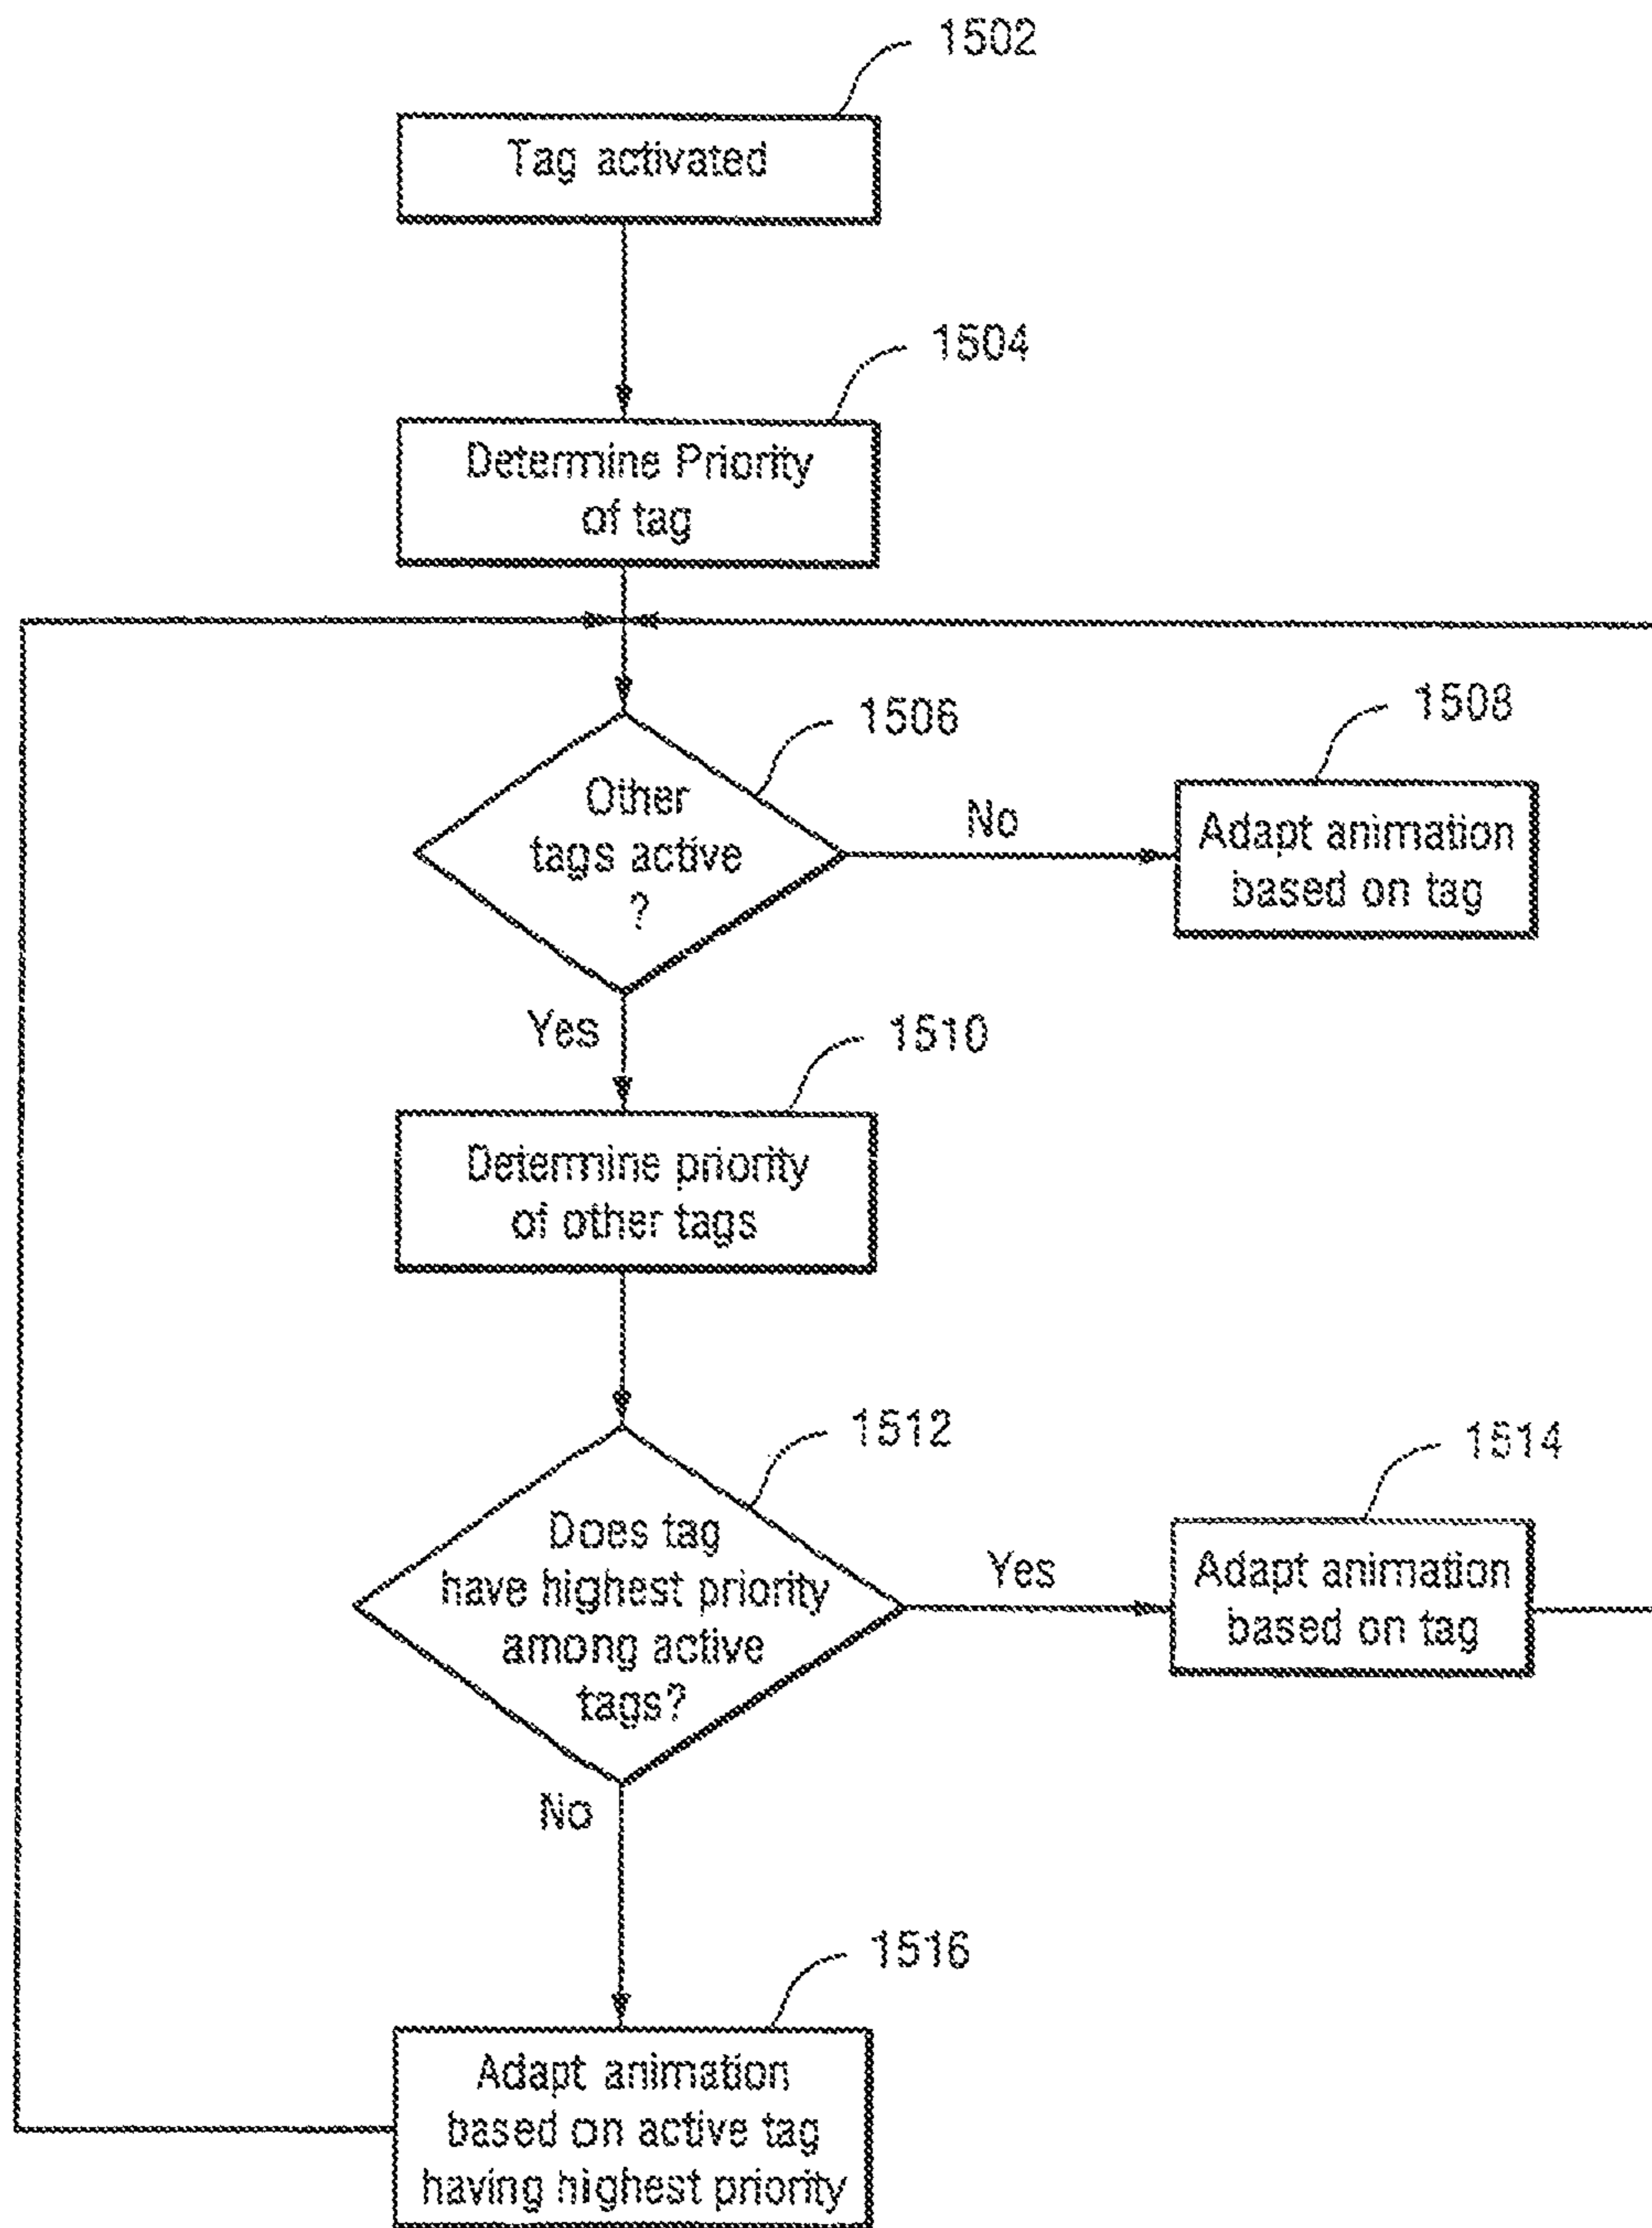 1502
Tag activated
1504
Determine Priority
of tag
1506
Other
tags active
?
No
1508
Adapt animation
based on tag
Yes
1510
Determine priority
of other tags
1512
Does tag
have highest priority
among active
tags?
Yes
1514
Adapt animation
based on tag
No
1516
Adapt animation
based on active tag
having highest priority